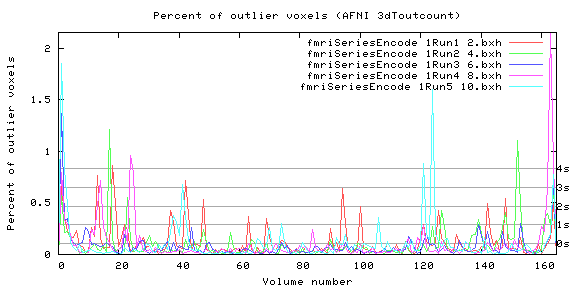 Percent of outlier voxels (AFNI 3dToutcount)
Percent of outlier voxels
2
1.5
1
0.5
0
fmriSeriesEncode 1Run1 2.bxh
fmriSeriesEncode 1Run2 4.bxh
fmriSeriesEncode 1Run3 6.bxh
fmriSeriesEncode 1Run4 8.bxh
fmriSeriesEncode 1Run5 10.bxh
4s
3s
2s
1s
0s
0 20 40 60 80 100 120 140 160
Volume number